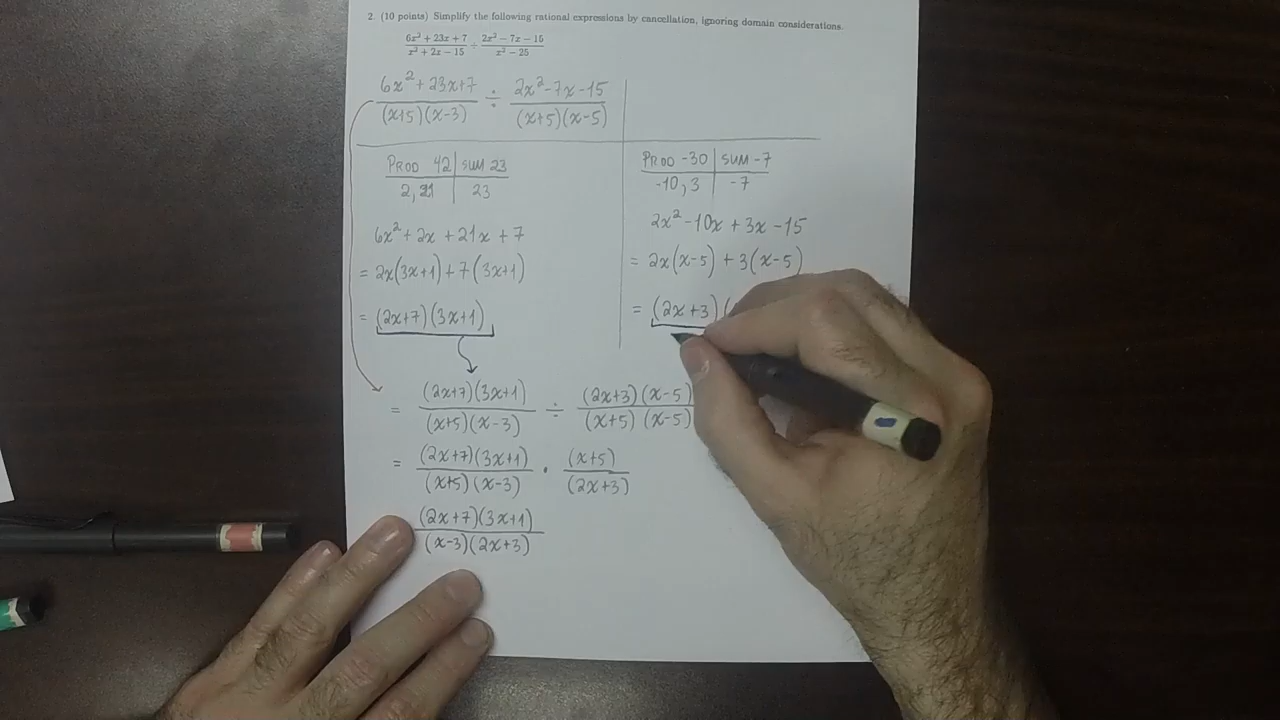 2. (10 points) Simplify the following rational expressions by cancellation, ignoring domain considerations.
6x² + 23x + 7 / x² + 2x − 15 ÷ 2x² − 7x − 15 / x² − 25
6x² + 23x + 7 / (x+5)(x-3) ÷ 2x² - 7x - 15 / (x+5)(x-5)
PROD 42 | SUM 23
2, 21 | 23
6x² + 2x + 21x + 7
= 2x(3x+1) + 7(3x+1)
= (2x+7)(3x+1)
PROD -30 | SUM -7
-10, 3 | -7
2x² - 10x + 3x - 15
= 2x(x-5) + 3(x-5)
= (2x+3)(
= (2x+7)(3x+1) / (x+5)(x-3) ÷ (2x+3)(x-5) / (x+5)(x-5)
= (2x+7)(3x+1) / (x+5)(x-3) · (x+5) / (2x+3)
(2x+7)(3x+1) / (x-3)(2x+3)